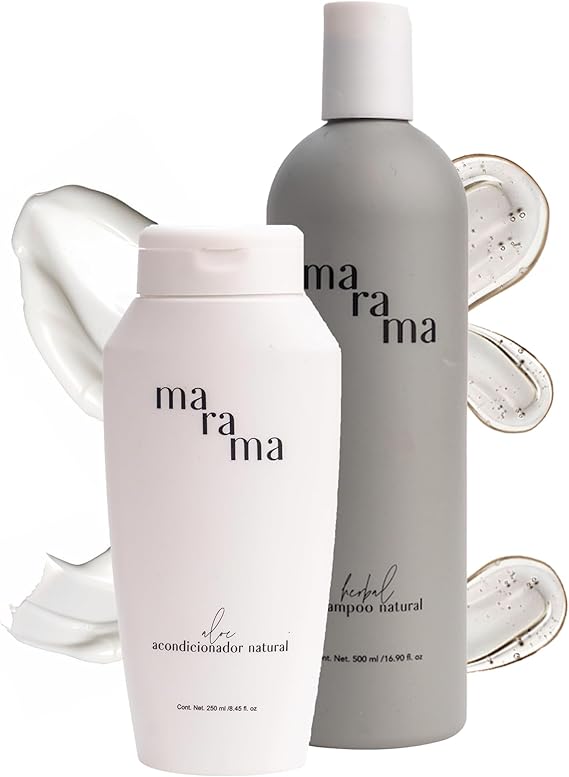 ma
ra
ma
aloe
acondicionador natural
Cont. Net. 250 ml /8.45 fl. oz
ma
ra
ma
herbal
ampoo natural
nt. Net. 500 ml /16.90 fl. oz